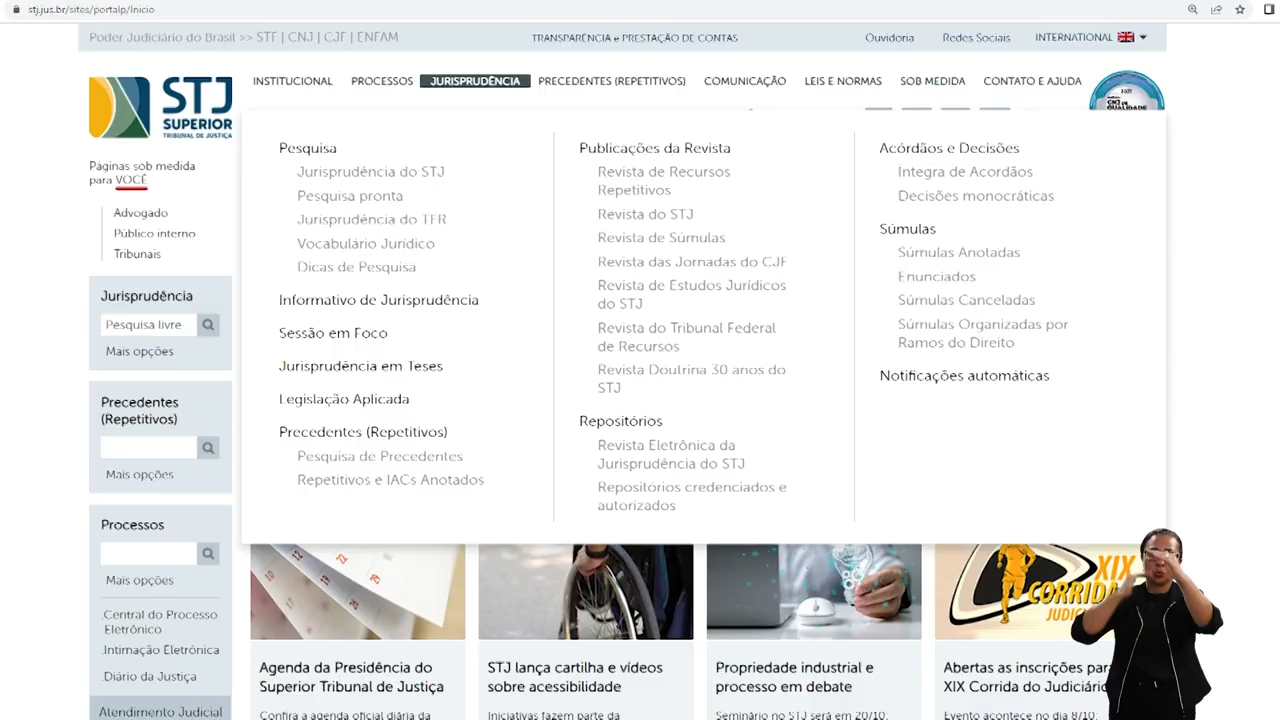 stj.jus.br/sites/portalp/Inicio
Poder Judiciário do Brasil >> STF | CNJ | CJF | ENFAM
TRANSPARÊNCIA e PRESTAÇÃO DE CONTAS
Ouvidoria
Redes Sociais
INTERNATIONAL
INSTITUCIONAL
PROCESSOS
JURISPRUDÊNCIA
PRECEDENTES (REPETITIVOS)
COMUNICAÇÃO
LEIS E NORMAS
SOB MEDIDA
CONTATO E AJUDA
STJ
SUPERIOR
TRIBUNAL DE JUSTIÇA
2021
CNJ DE
QUALIDADE
Páginas sob medida
para VOCÊ
Advogado
Público interno
Tribunais
Jurisprudência
Pesquisa livre
Mais opções
Precedentes
(Repetitivos)
Mais opções
Processos
Mais opções
.Central do Processo
Eletrônico
.Intimação Eletrônica
.Diário da Justiça
Atendimento Judicial
Pesquisa
Jurisprudência do STJ
Pesquisa pronta
Jurisprudência do TFR
Vocabulário Jurídico
Dicas de Pesquisa
Informativo de Jurisprudência
Sessão em Foco
Jurisprudência em Teses
Legislação Aplicada
Precedentes (Repetitivos)
Pesquisa de Precedentes
Repetitivos e IACs Anotados
Publicações da Revista
Revista de Recursos
Repetitivos
Revista do STJ
Revista de Súmulas
Revista das Jornadas do CJF
Revista de Estudos Jurídicos
do STJ
Revista do Tribunal Federal
de Recursos
Revista Doutrina 30 anos do
STJ
Repositórios
Revista Eletrônica da
Jurisprudência do STJ
Repositórios credenciados e
autorizados
Acórdãos e Decisões
Íntegra de Acordãos
Decisões monocráticas
Súmulas
Súmulas Anotadas
Enunciados
Súmulas Canceladas
Súmulas Organizadas por
Ramos do Direito
Notificações automáticas
XIX
CORRIDA
Agenda da Presidência do
Superior Tribunal de Justiça
Confira a agenda oficial diária da
STJ lança cartilha e vídeos
sobre acessibilidade
Iniciativas fazem parte da
Propriedade industrial e
processo em debate
Seminário no STJ será em 20/10;
Abertas as inscrições para
XIX Corrida do Judiciário
Evento acontece no dia 8/10;